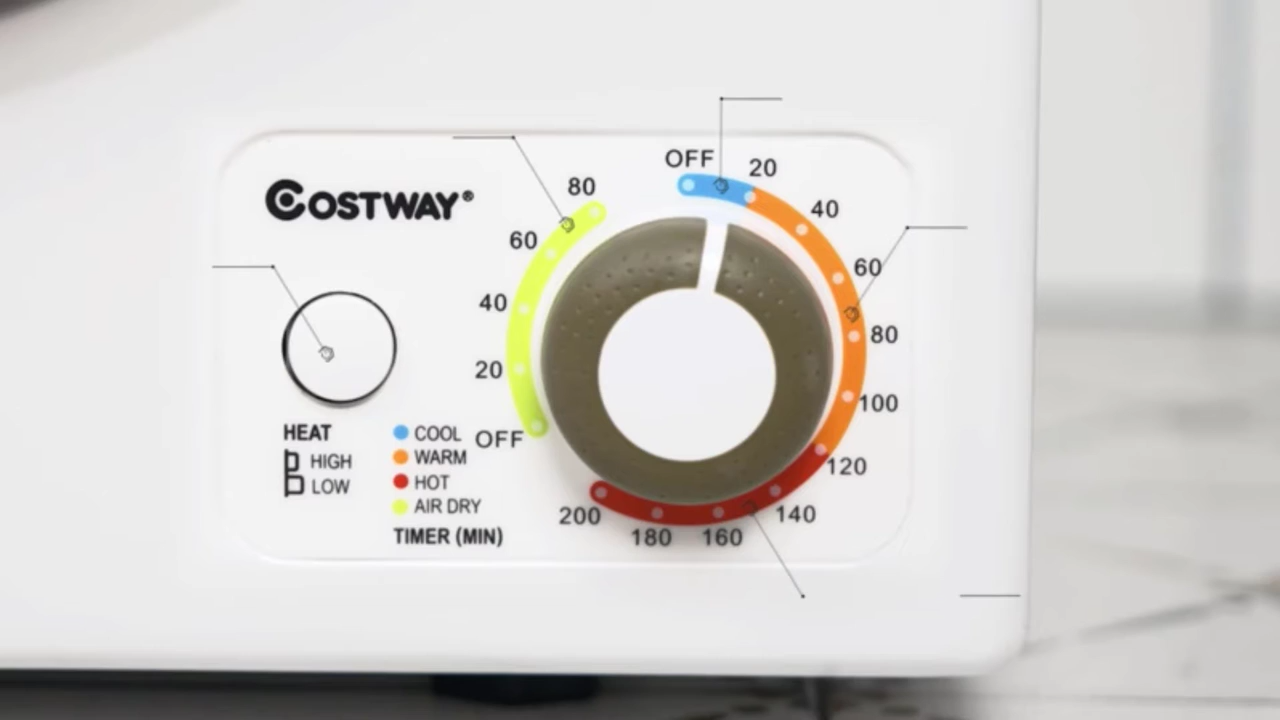 COSTWAY®
HEAT
HIGH
LOW
COOL
WARM
HOT
AIR DRY
TIMER (MIN)
OFF
20
40
60
80
OFF
20
40
60
80
100
120
140
160
180
200